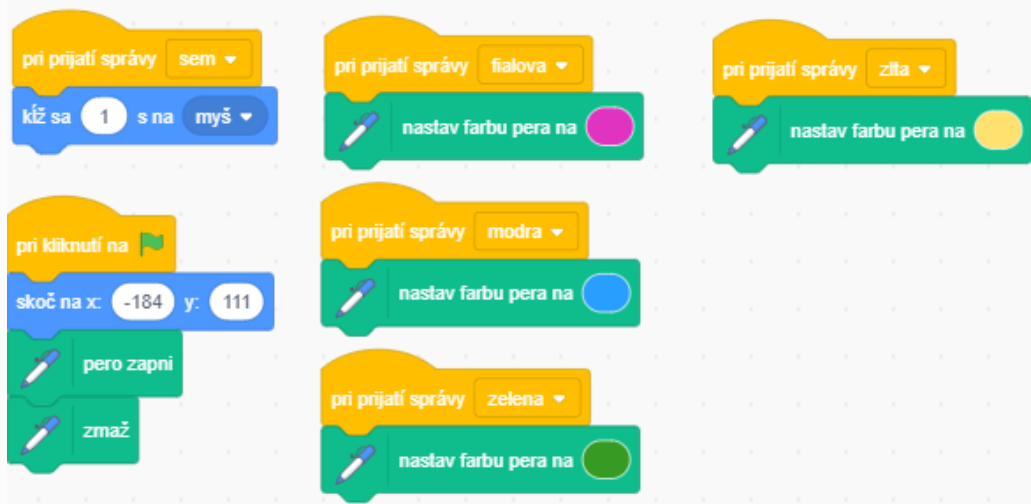 pri prijatí správy sem
kĺž sa 1 s na myš
pri kliknutí na
skoč na x: -184 y: 111
pero zapni
zmaž
pri prijatí správy fialova
nastav farbu pera na
pri prijatí správy modra
nastav farbu pera na
pri prijatí správy zelena
nastav farbu pera na
pri prijatí správy zlta
nastav farbu pera na